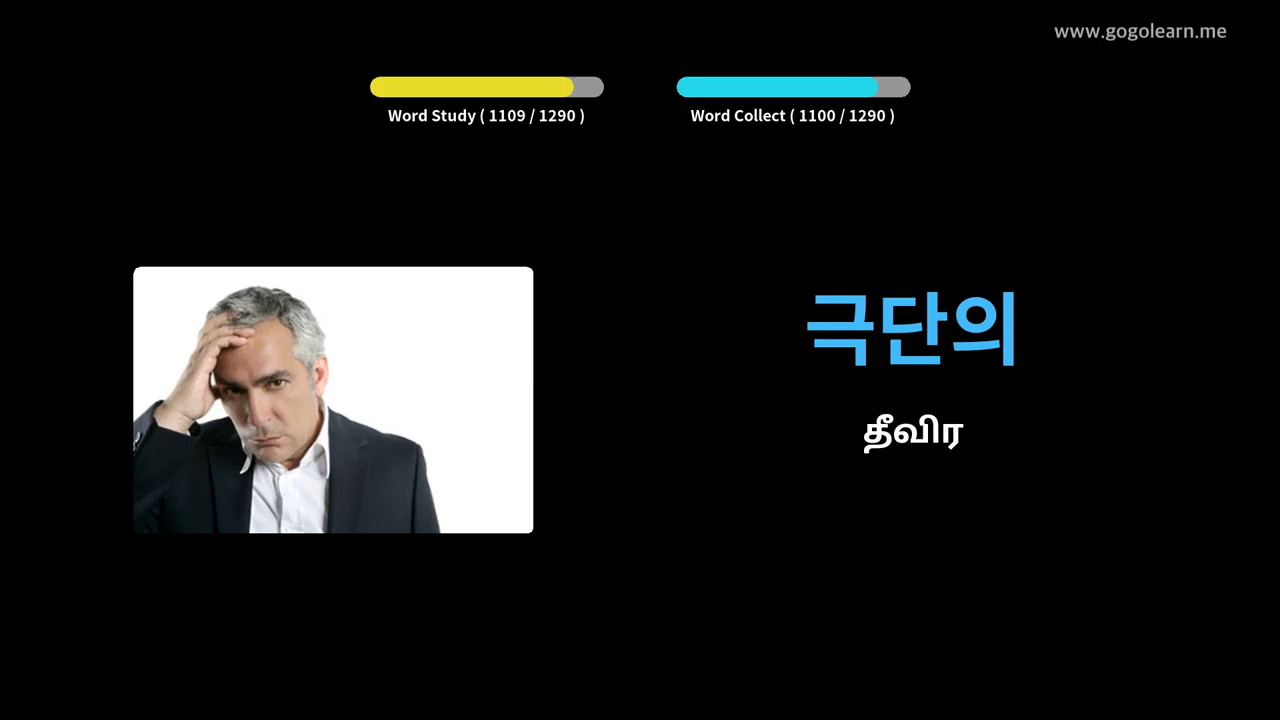 www.gogolearn.me
Word Study ( 1109 / 1290 )
Word Collect ( 1100 / 1290 )
극단의
தீவிர